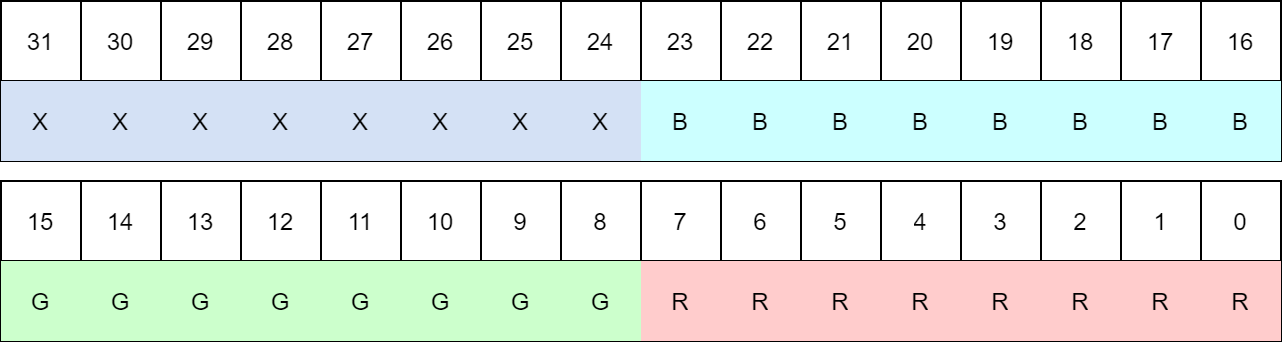 31 30 29 28 27 26 25 24 23 22 21 20 19 18 17 16
X X X X X X X X B B B B B B B B
15 14 13 12 11 10 9 8 7 6 5 4 3 2 1 0
G G G G G G G G R R R R R R R R